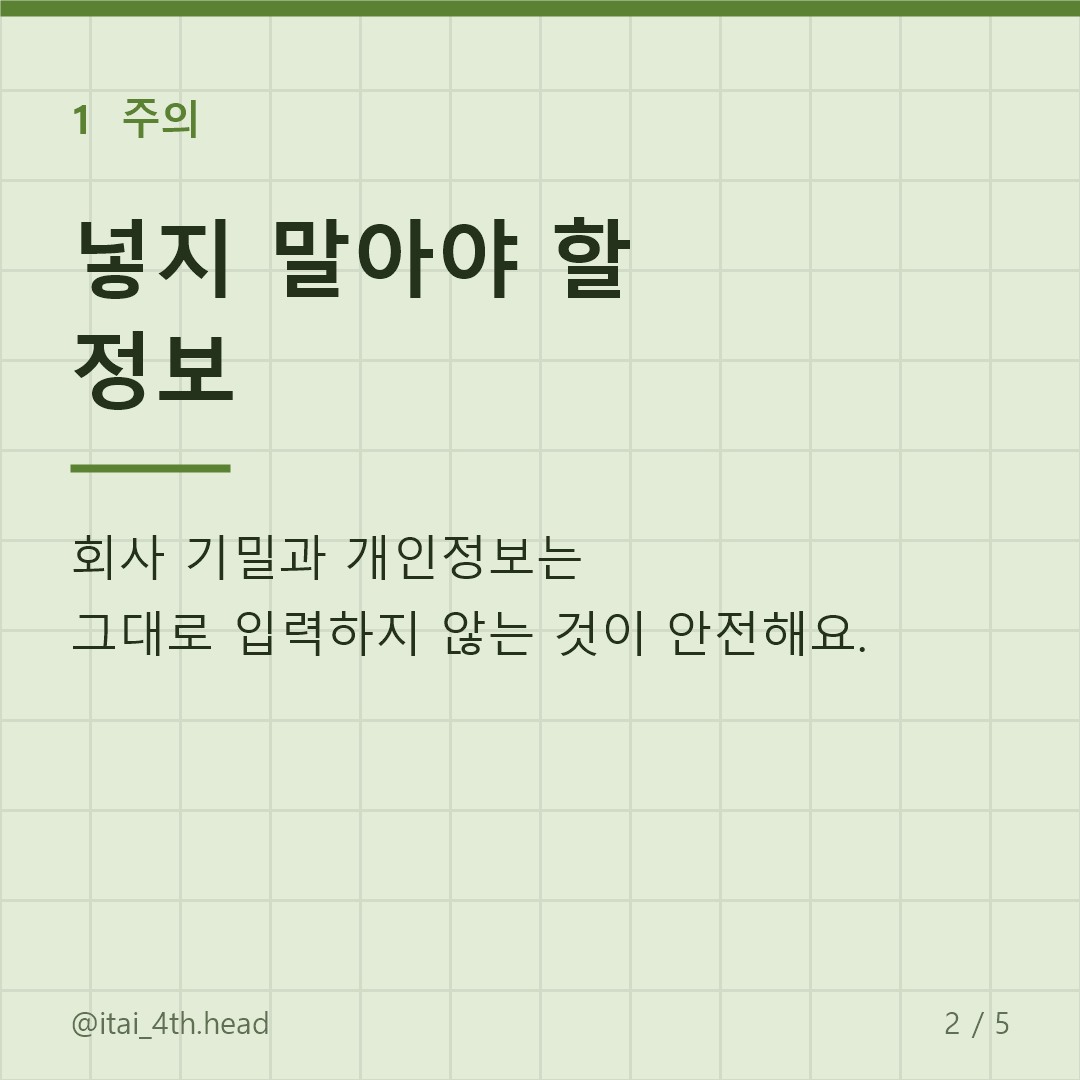 1 주의
넣지 말아야 할
정보
회사 기밀과 개인정보는
그대로 입력하지 않는 것이 안전해요.
@itai_4th.head
2 / 5